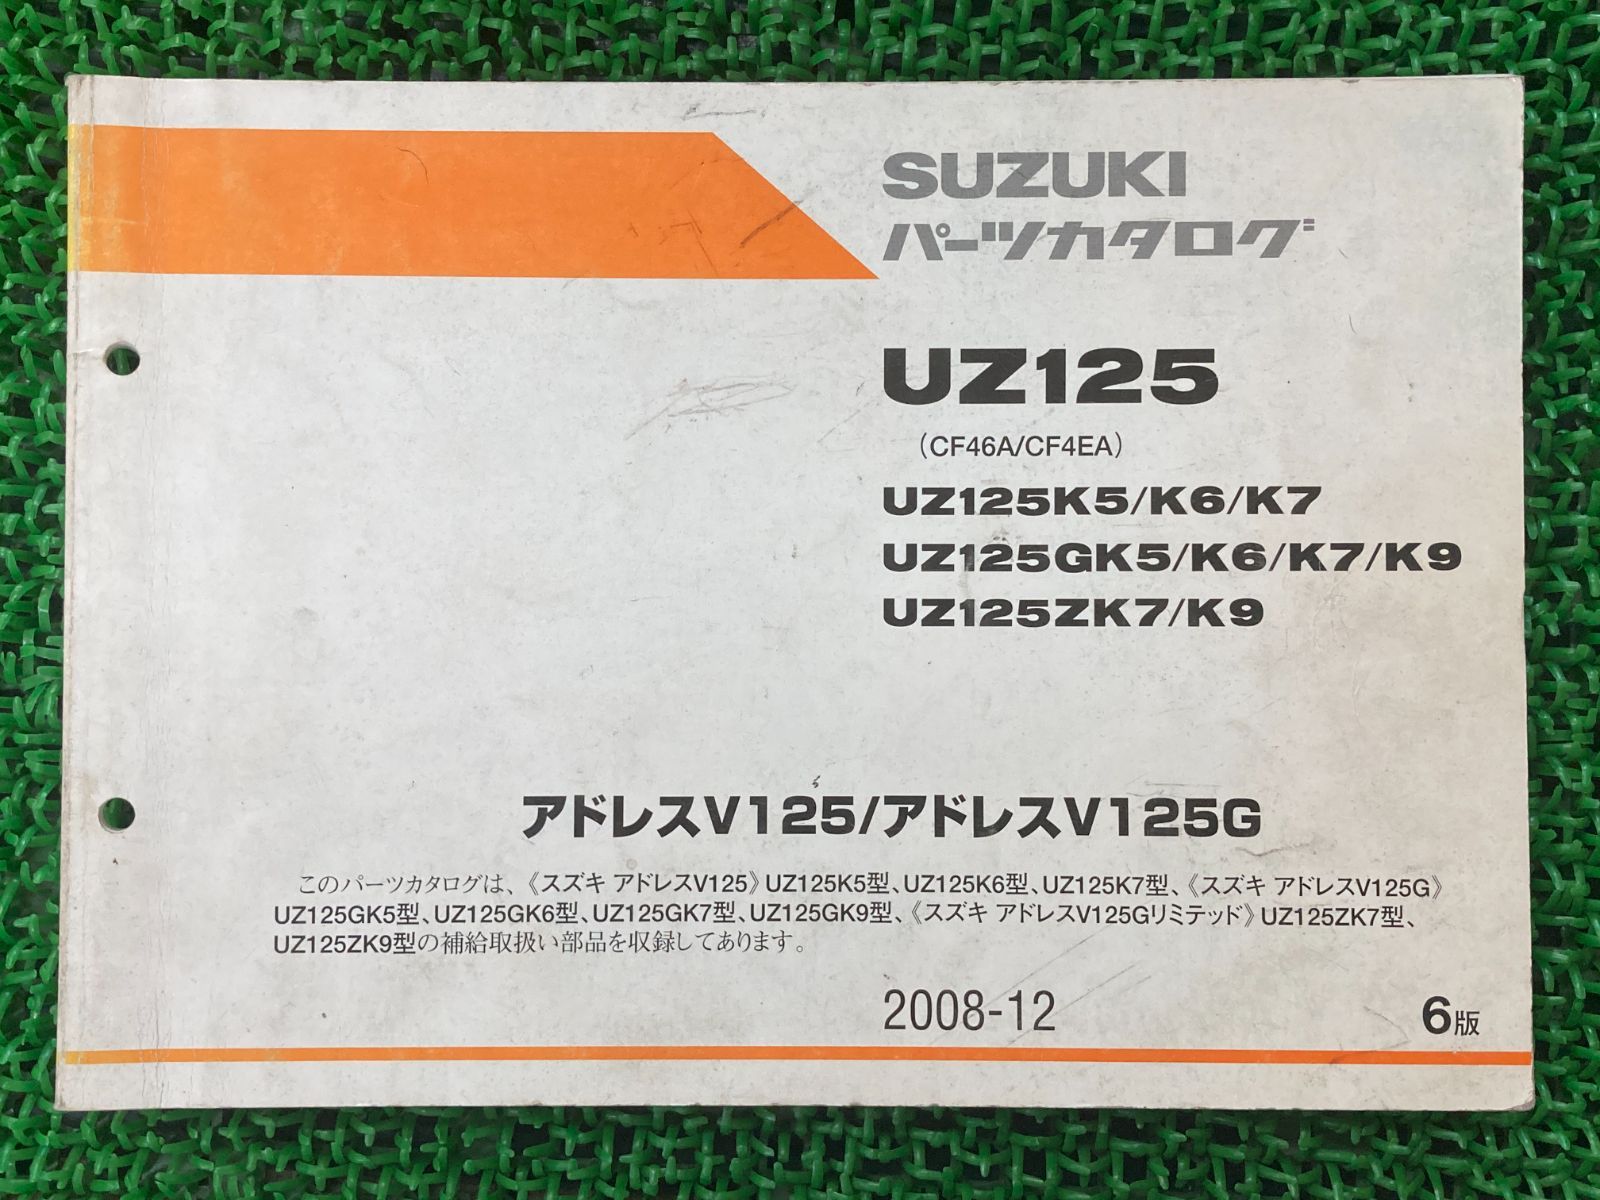 SUZUKI
パーツカタログ
UZ125
(CF46A/CF4EA)
UZ125K5/K6/K7
UZ125GK5/K6/K7/K9
UZ125ZK7/K9
アドレスV125/アドレスV125G
このパーツカタログは、《スズキ アドレスV125》UZ125K5型、UZ125K6型、UZ125K7型、《スズキ アドレスV125G》
UZ125GK5型、UZ125GK6型、UZ125GK7型、UZ125GK9型、《スズキ アドレスV125Gリミテッド》UZ125ZK7型、
UZ125ZK9型の補給取扱い部品を収録してあります。
2008-12
6版